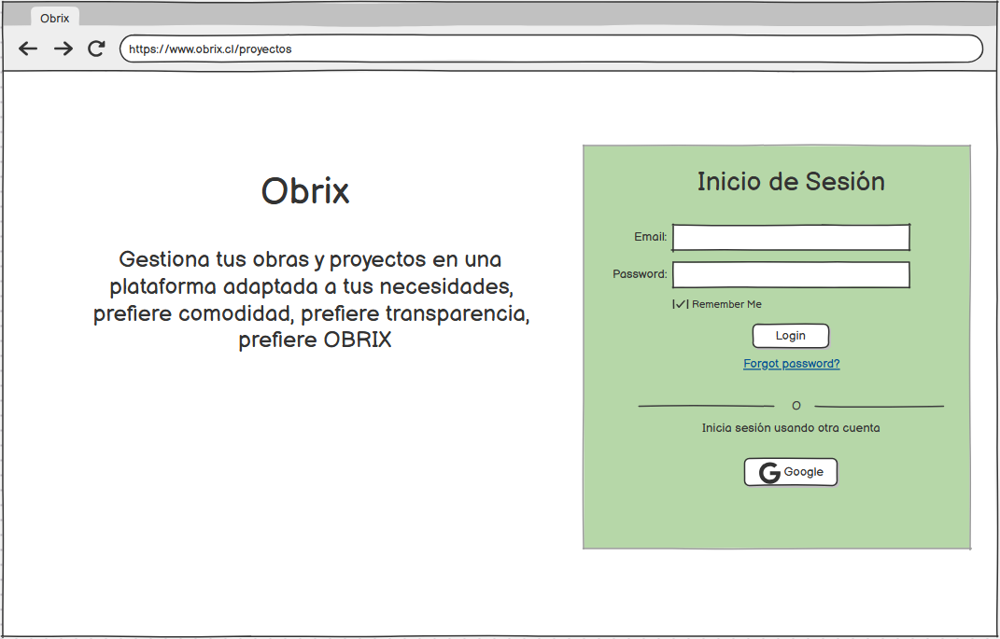 Obrix
https://www.obrix.cl/proyectos
Obrix
Gestiona tus obras y proyectos en una
plataforma adaptada a tus necesidades,
prefiere comodidad, prefiere transparencia,
prefiere OBRIX
Inicio de Sesión
Email:
Password:
Remember Me
Login
Forgot password?
O
Inicia sesión usando otra cuenta
G Google